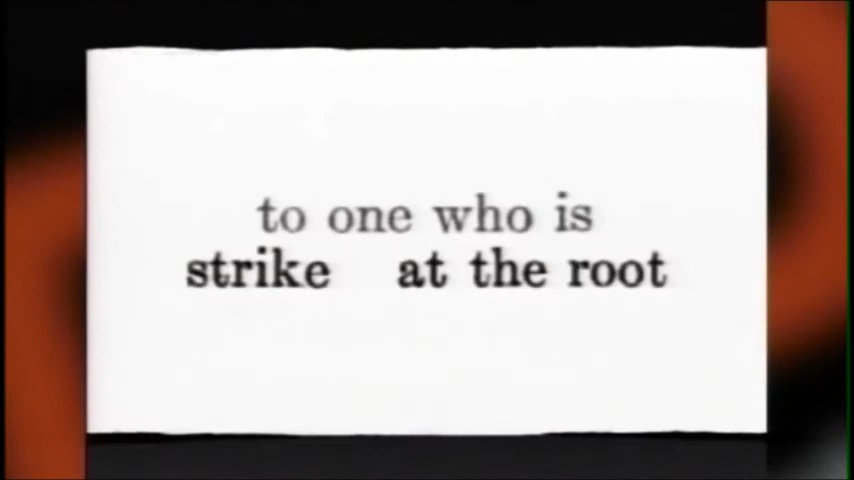 to one who is
strike at the root